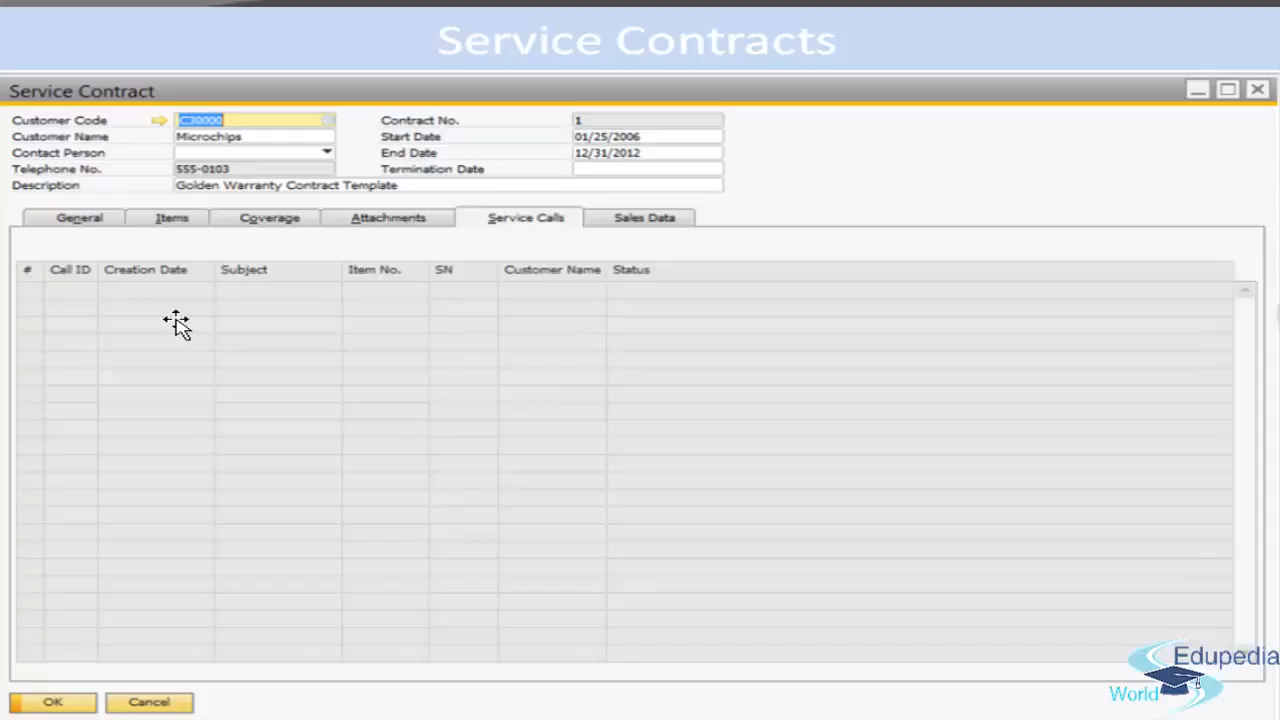 Service Contracts
Service Contract
Customer Code C30000 Contract No. 1
Customer Name Microchips Start Date 01/25/2006
Contact Person End Date 12/31/2012
Telephone No. 555-0103 Termination Date
Description Golden Warranty Contract Template
General Items Coverage Attachments Service Calls Sales Data
# Call ID Creation Date Subject Item No. SN Customer Name Status
Edupedia
World
OK Cancel